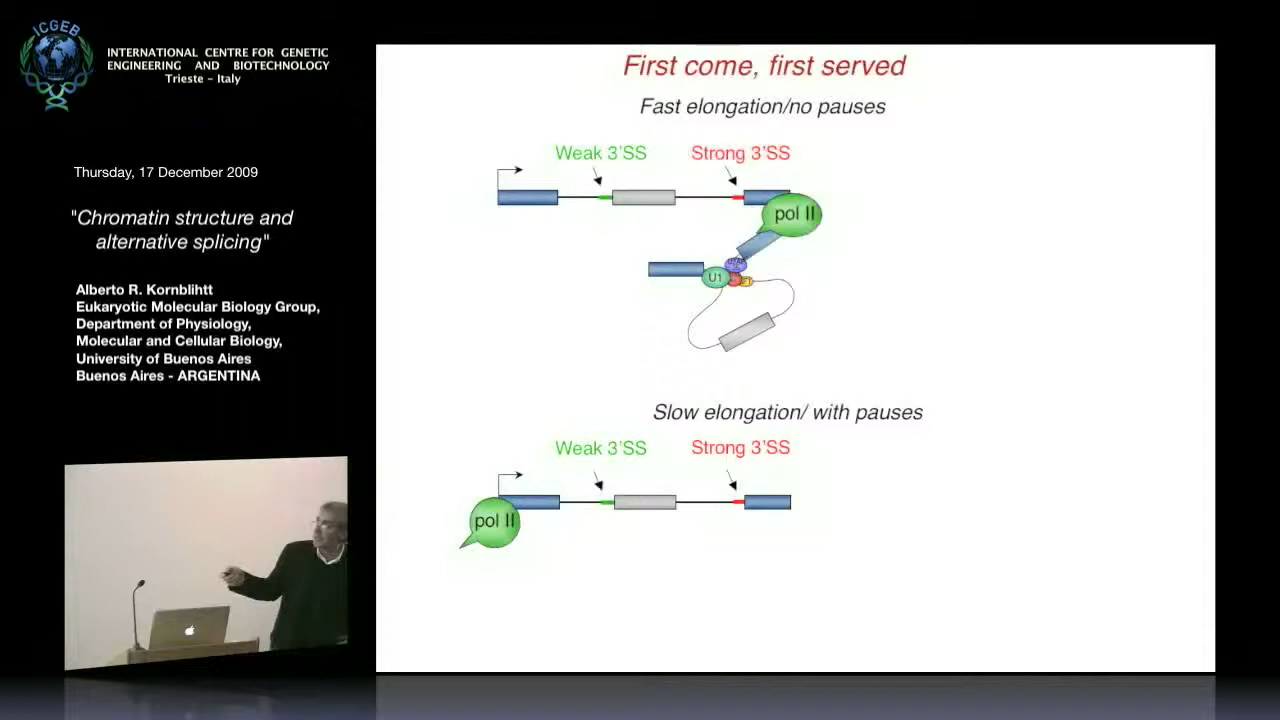 ICGEB
INTERNATIONAL CENTRE FOR GENETIC
ENGINEERING AND BIOTECHNOLOGY
Trieste - Italy
Thursday, 17 December 2009
"Chromatin structure and
alternative splicing"
Alberto R. Kornblihtt
Eukaryotic Molecular Biology Group,
Department of Physiology,
Molecular and Cellular Biology,
University of Buenos Aires
Buenos Aires - ARGENTINA
First come, first served
Fast elongation/no pauses
Weak 3'SS
Strong 3'SS
pol II
U1
Slow elongation/ with pauses
Weak 3'SS
Strong 3'SS
pol II